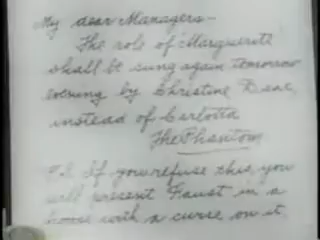 My dear Managers—
The role of Marguerite
shall be sung again tomorrow
evening by Christine Daae,
instead of Carlotta.
The Phantom
P.S. If you refuse this, you
will present Faust in a
house with a curse on it.